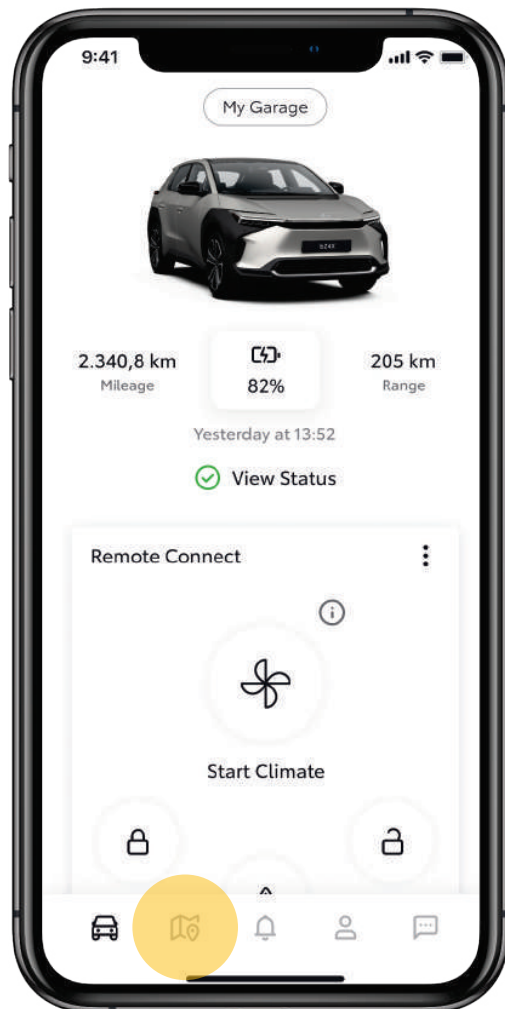 9:41
My Garage
bZ4X
2.340,8 km
Mileage
82%
205 km
Range
Yesterday at 13:52
View Status
Remote Connect
Start Climate